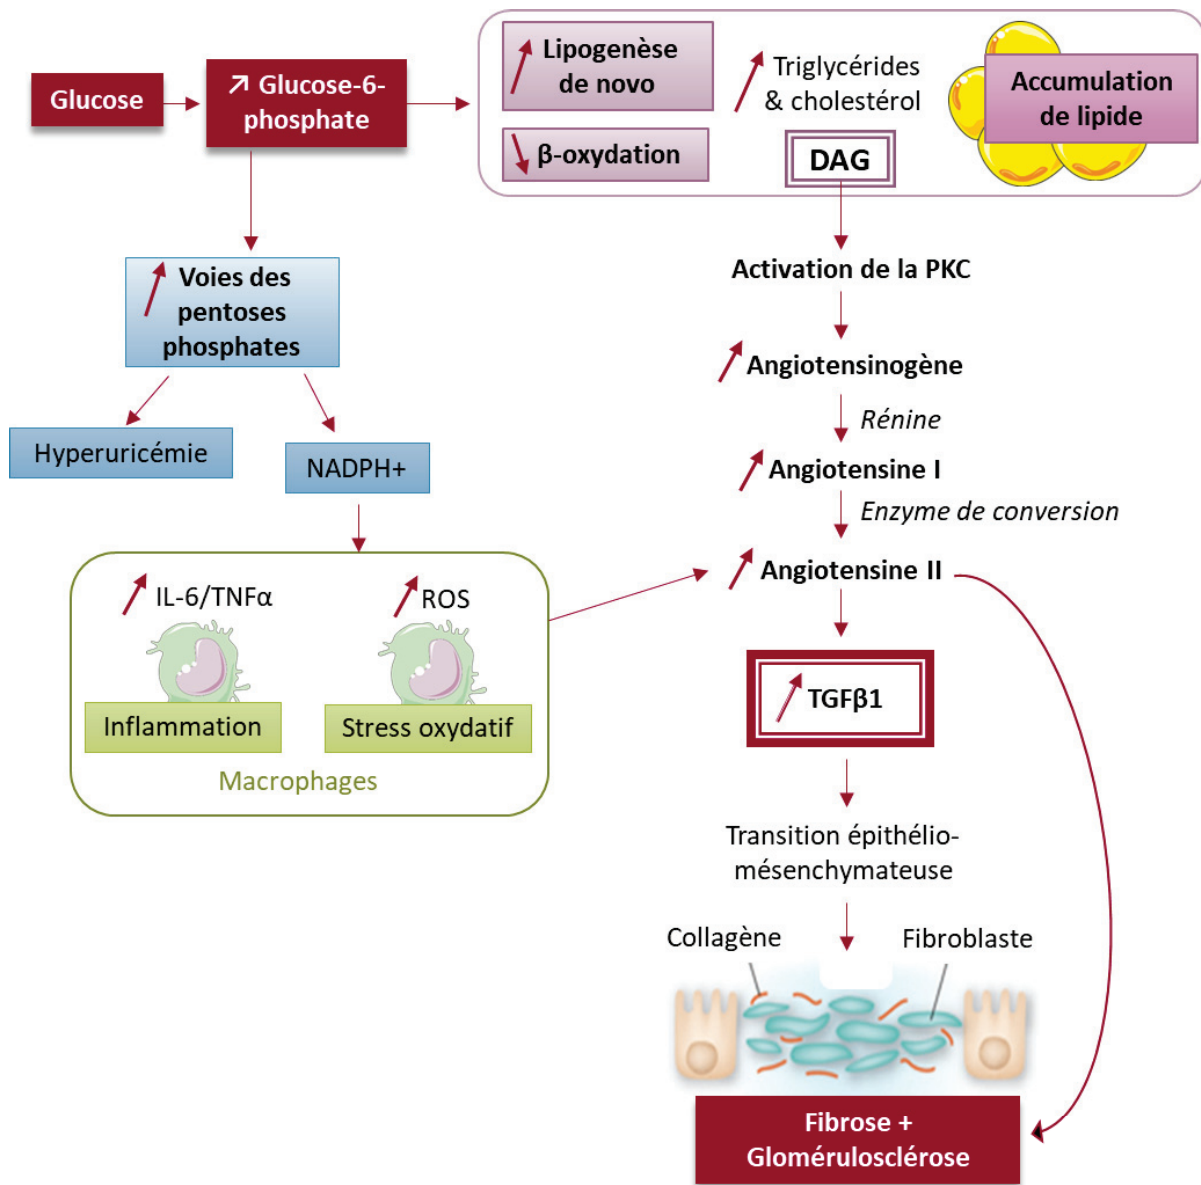 Glucose
↗ Glucose-6-
phosphate
Lipogenèse
de novo
β-oxydation
Triglycérides
& cholestérol
DAG
Accumulation
de lipide
Voies des
pentoses
phosphates
Hyperuricémie
NADPH+
IL-6/TNFα
ROS
Inflammation
Stress oxydatif
Macrophages
Activation de la PKC
Angiotensinogène
Rénine
Angiotensine I
Enzyme de conversion
Angiotensine II
TGFβ1
Transition épithélio-
mésenchymateuse
Collagène
Fibroblaste
Fibrose +
Glomérulosclérose